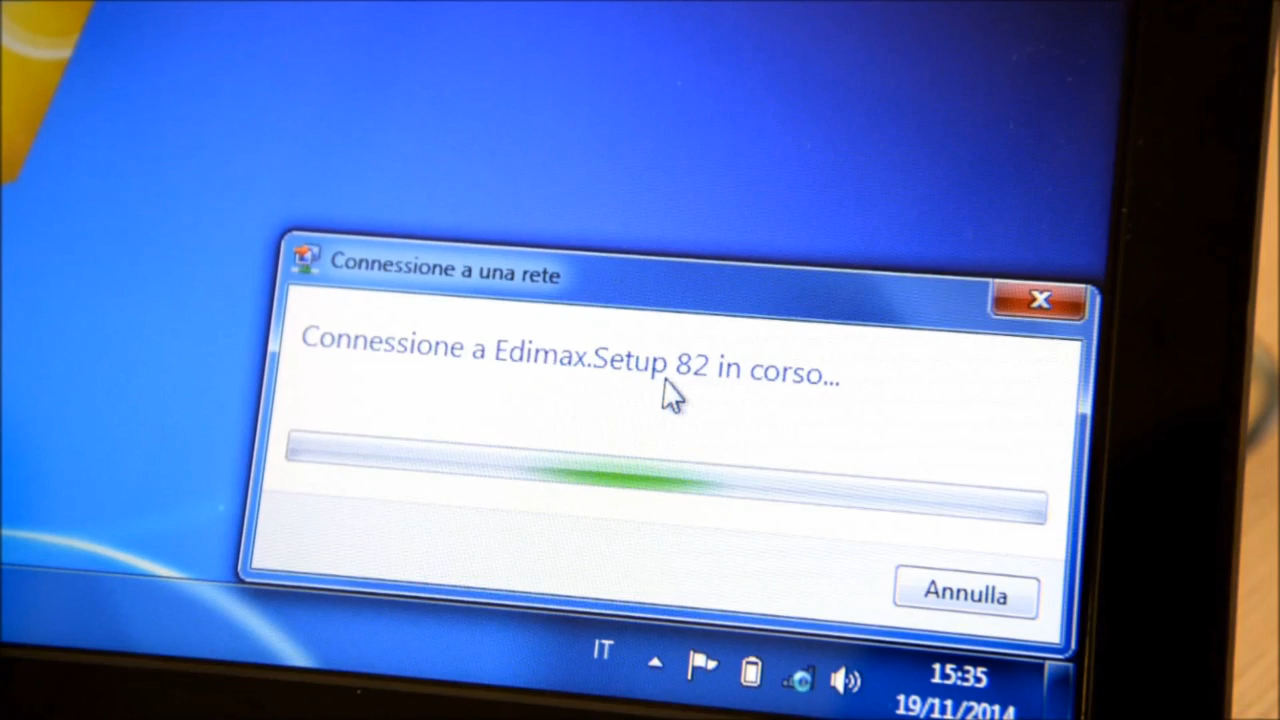 Connessione a una rete
Connessione a Edimax.Setup 82 in corso...
Annulla
IT
15:35
19/11/2014